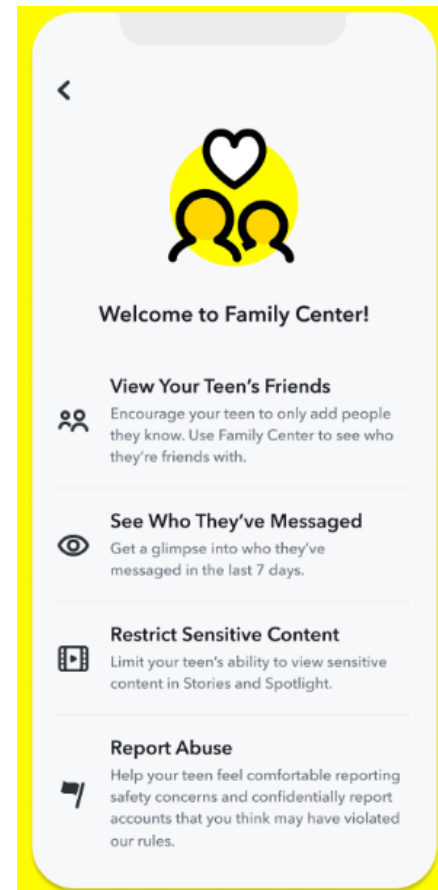 Welcome to Family Center!
View Your Teen's Friends
Encourage your teen to only add people
they know. Use Family Center to see who
they're friends with.
See Who They've Messaged
Get a glimpse into who they've
messaged in the last 7 days.
Restrict Sensitive Content
Limit your teen's ability to view sensitive
content in Stories and Spotlight.
Report Abuse
Help your teen feel comfortable reporting
safety concerns and confidentially report
accounts that you think may have violated
our rules.